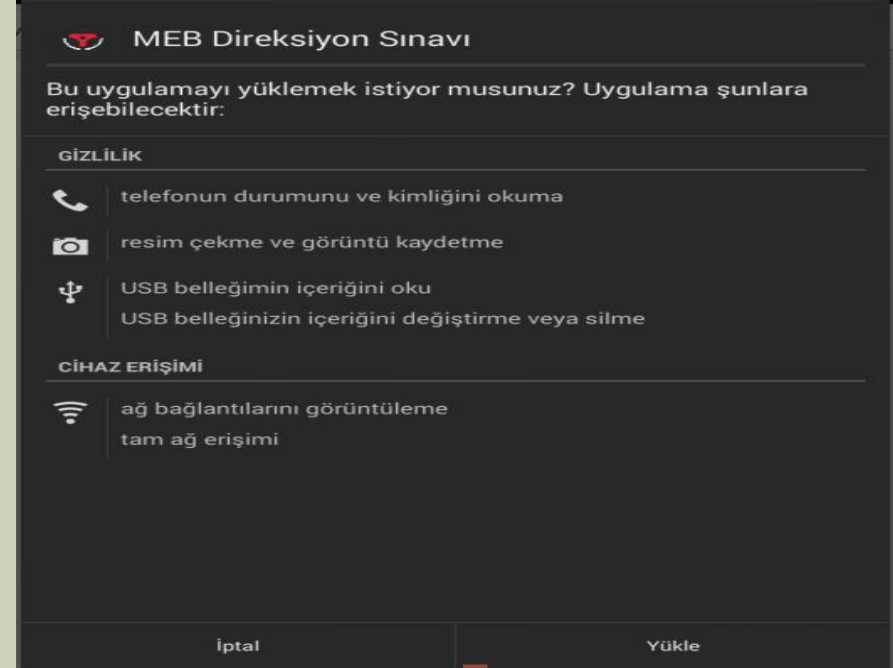 MEB Direksiyon Sınavı
Bu uygulamayı yüklemek istiyor musunuz? Uygulama şunlara
erişebilecektir:
GİZLİLİK
telefonun durumunu ve kimliğini okuma
resim çekme ve görüntü kaydetme
USB belleğimin içeriğini oku
USB belleğinizin içeriğini değiştirme veya silme
CİHAZ ERİŞİMİ
ağ bağlantılarını görüntüleme
tam ağ erişimi
İptal
Yükle